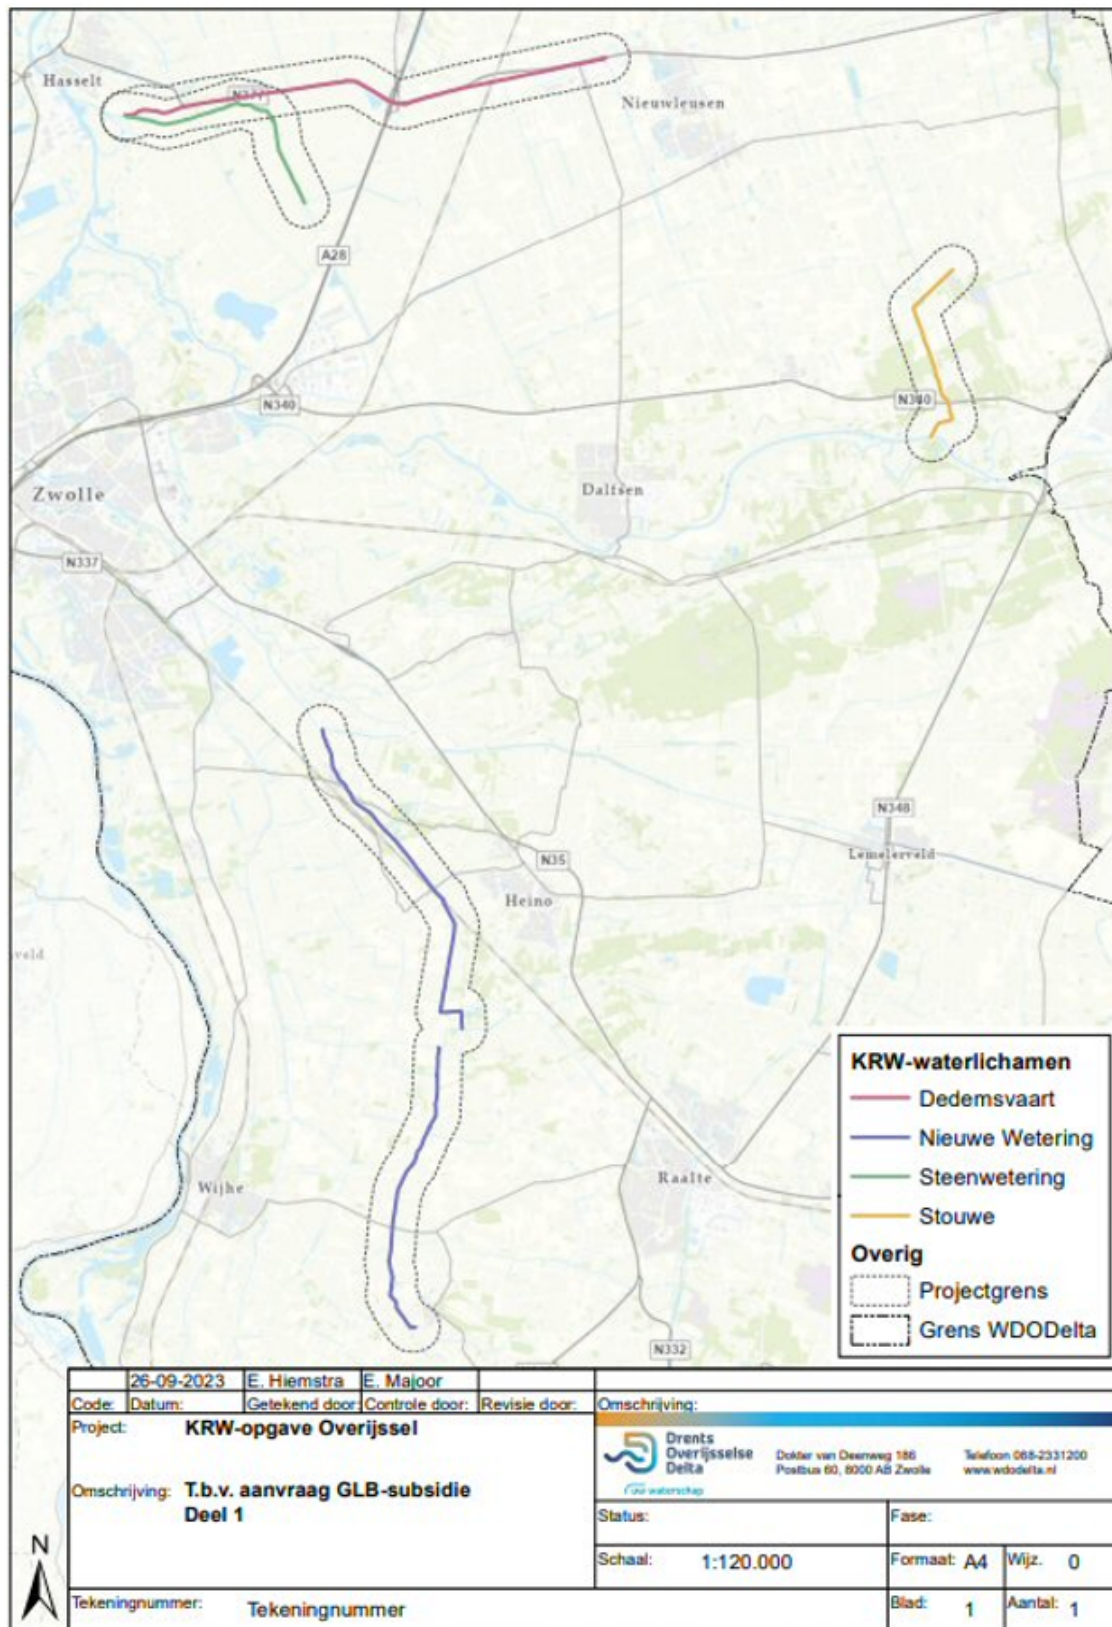 Hasselt
N377
Nieuwleusen
A28
N340
N340
Zwolle
Dalfsen
N337
N348
Lemelerveld
N35
Heino
veld
Wijhe
Raalte
N332
KRW-waterlichamen
Dedemsvaart
Nieuwe Wetering
Steenwetering
Stouwe
Overig
Projectgrens
Grens WDODelta
N
26-09-2023 E. Hiemstra E. Majoor
Code: Datum: Getekend door: Controle door: Revisie door: Omschrijving:
Project: KRW-opgave Overijssel
Omschrijving: T.b.v. aanvraag GLB-subsidie
Deel 1
Drents
Overijsselse
Delta
uw waterschap
Dokter van Deenweg 186
Postbus 60, 8000 AB Zwolle
Telefoon 088-2331200
www.wdodelta.nl
Status: Fase:
Schaal: 1:120.000 Formaat: A4 Wijz. 0
Tekeningnummer: Tekeningnummer Blad: 1 Aantal: 1